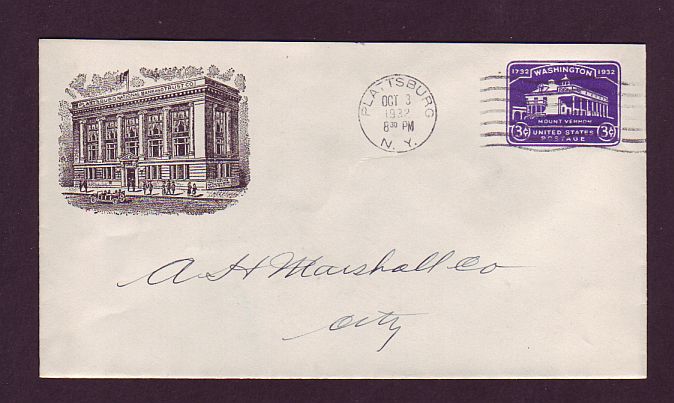 PLATTSBURG
OCT 3
1932
8 30 PM
N. Y.
1732 WASHINGTON 1932
MOUNT VERNON
3¢ UNITED STATES 3¢
POSTAGE
A H Marshall Co
City